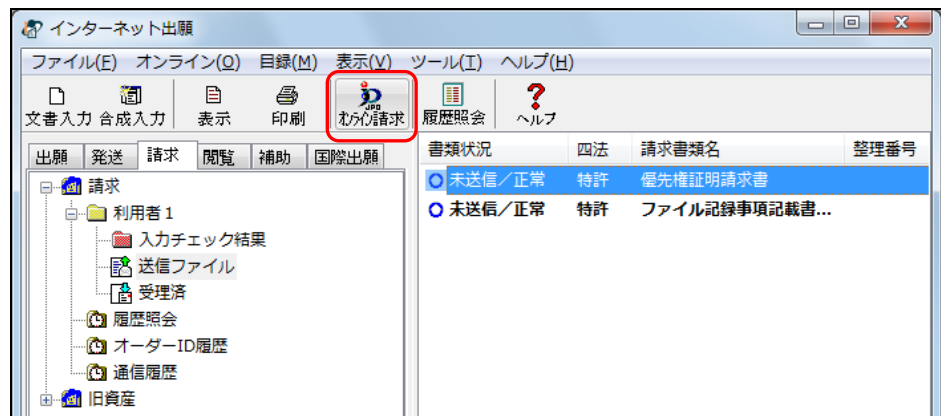 インターネット出願
ファイル(F) オンライン(O) 目録(M) 表示(V) ツール(T) ヘルプ(H)
文書入力 合成入力 表示 印刷 JPO ｵﾝﾗｲﾝ請求 履歴照会 ヘルプ
出願 発送 請求 閲覧 補助 国際出願
書類状況 四法 請求書類名 整理番号
請求
利用者1
入力チェック結果
送信ファイル
受理済
履歴照会
オーダーID履歴
通信履歴
旧資産
未送信／正常 特許 優先権証明請求書
未送信／正常 特許 ファイル記録事項記載書...